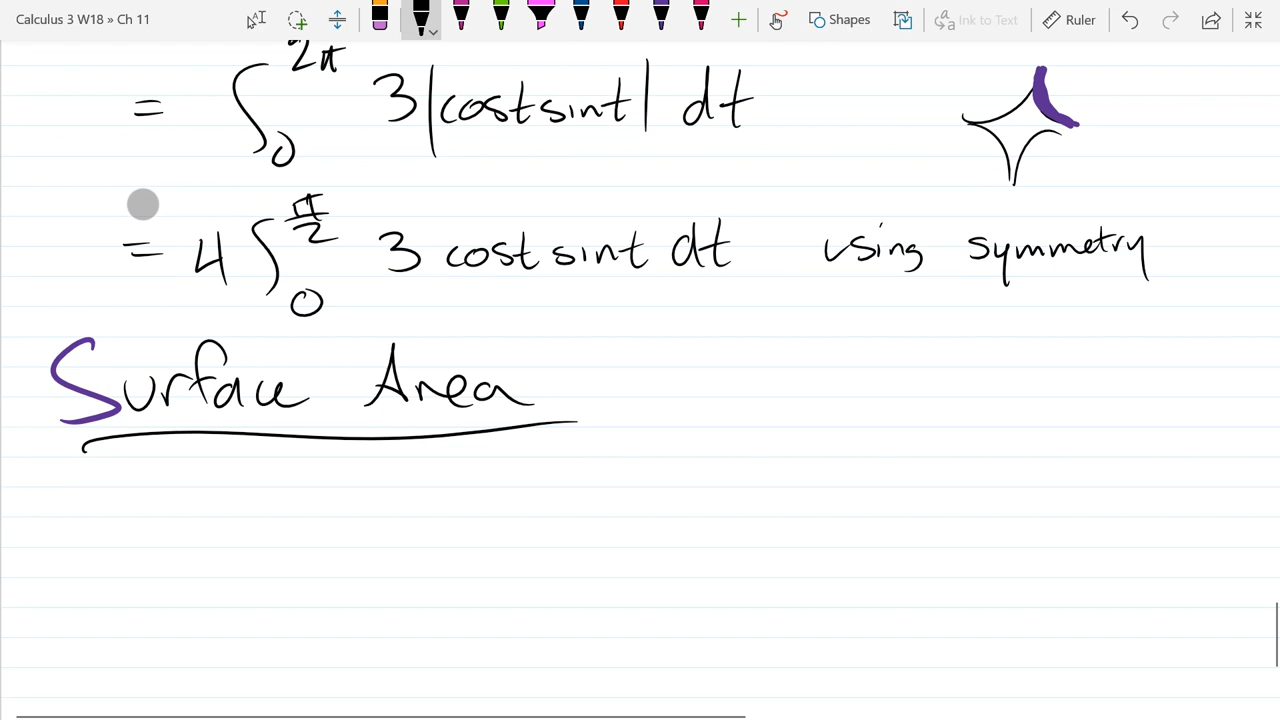 Calculus 3 W18 » Ch 11
Shapes
Link to Text
Ruler
= ∫₀^{2π} 3|cost sint| dt
= 4 ∫₀^{π/2} 3 cost sint dt using symmetry
Surface Area